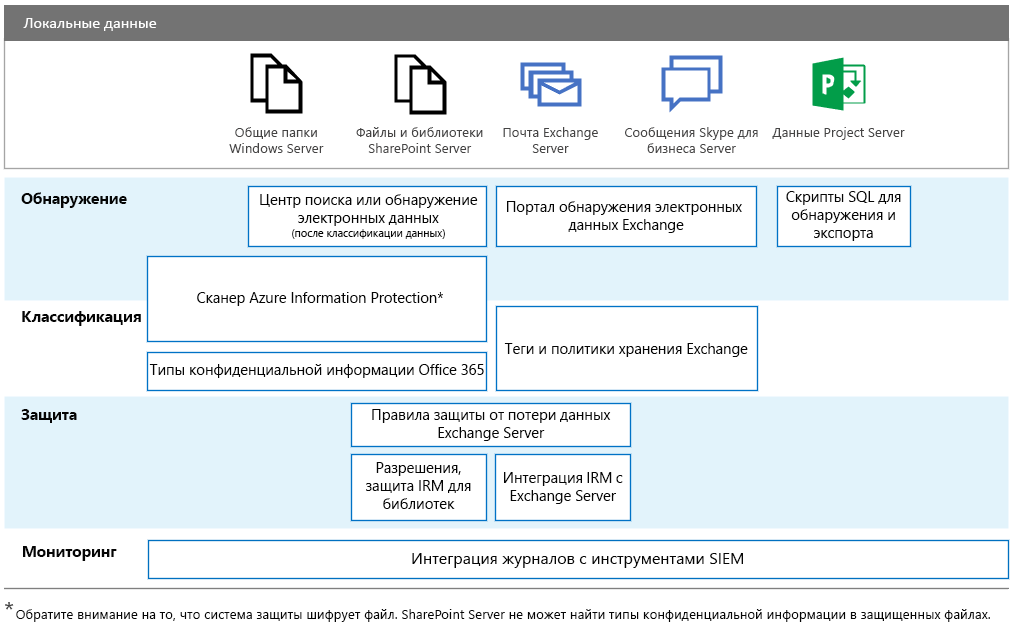 Локальные данные
Общие папки
Windows Server
Файлы и библиотеки
SharePoint Server
Почта Exchange
Server
Сообщения Skype для
бизнеса Server
P
Данные Project Server
Обнаружение
Центр поиска или обнаружение
электронных данных
(после классификации данных)
Портал обнаружения электронных
данных Exchange
Скрипты SQL для
обнаружения и
экспорта
Сканер Azure Information Protection*
Классификация
Теги и политики хранения Exchange
Типы конфиденциальной информации Office 365
Защита
Правила защиты от потери данных
Exchange Server
Разрешения,
защита IRM для
библиотек
Интеграция IRM с
Exchange Server
Мониторинг
Интеграция журналов с инструментами SIEM
* Обратите внимание на то, что система защиты шифрует файл. SharePoint Server не может найти типы конфиденциальной информации в защищенных файлах.